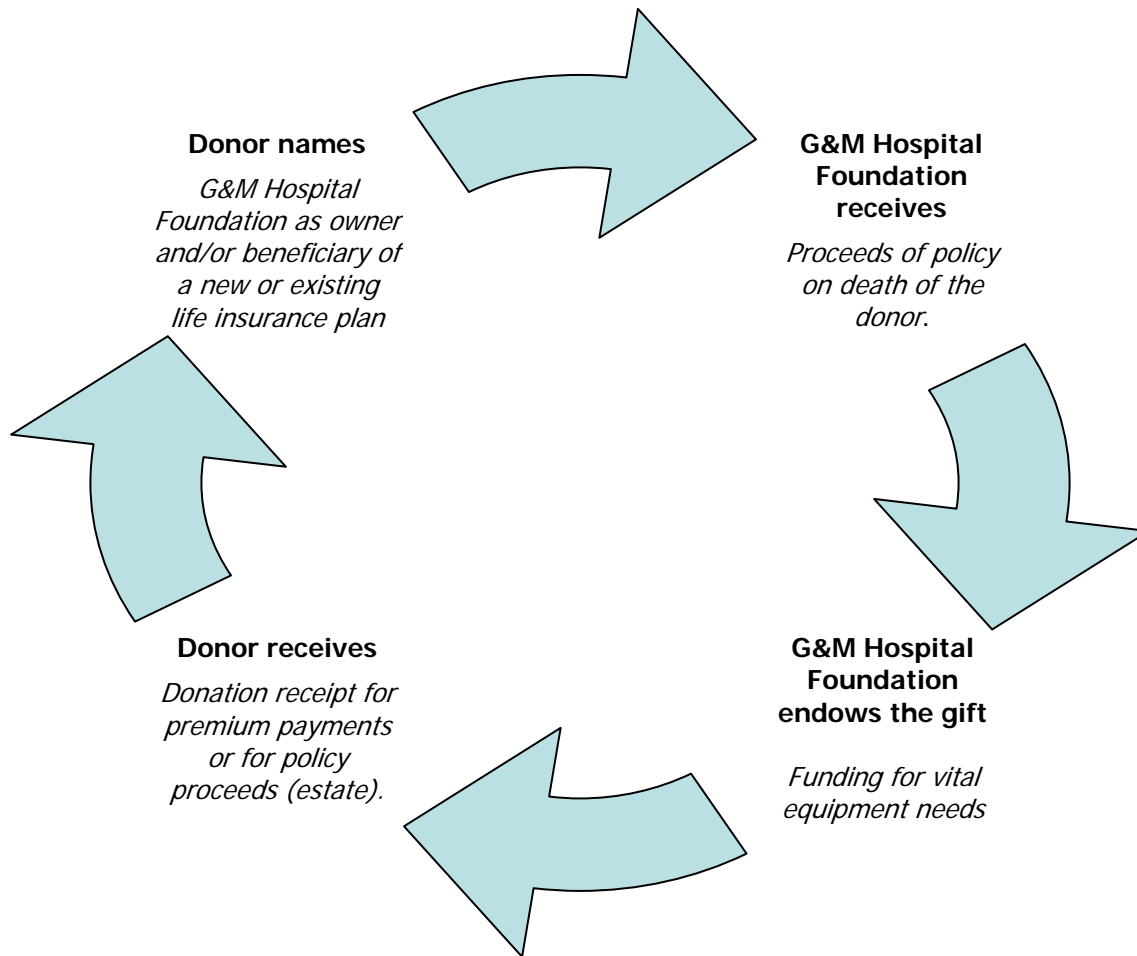 Donor names
G&M Hospital
Foundation as owner
and/or beneficiary of
a new or existing
life insurance plan
G&M Hospital
Foundation
receives
Proceeds of policy
on death of the
donor.
G&M Hospital
Foundation
endows the gift
Funding for vital
equipment needs
Donor receives
Donation receipt for
premium payments
or for policy
proceeds (estate).